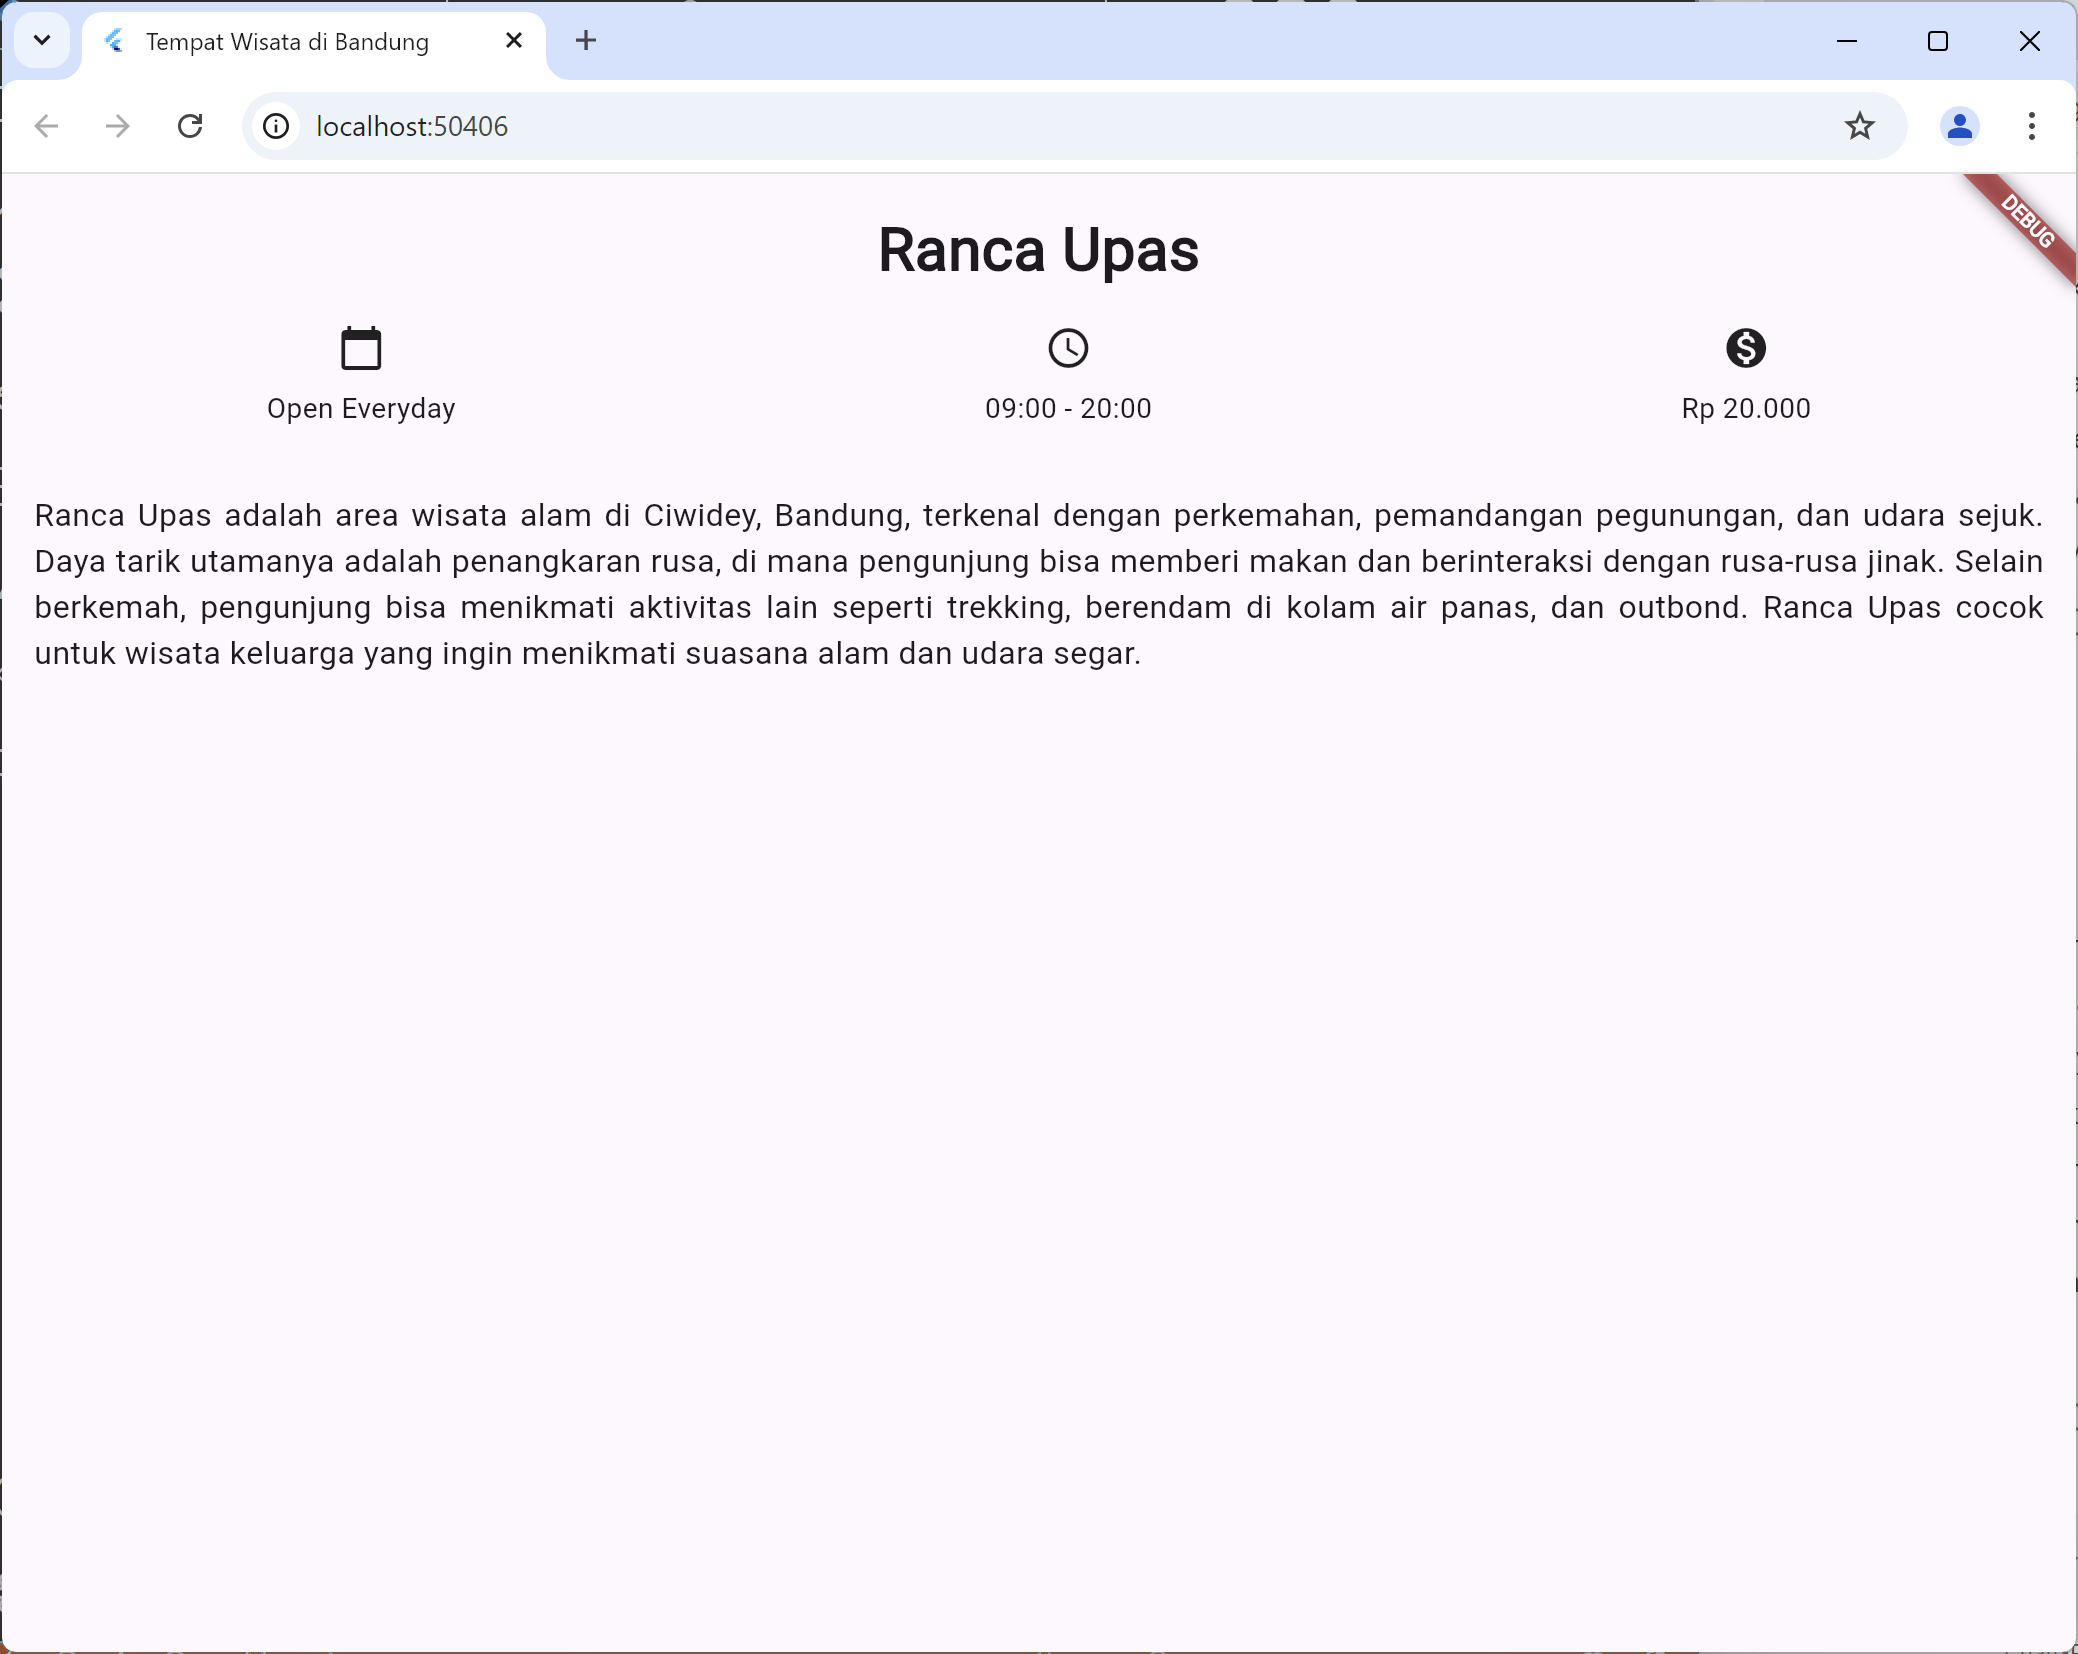 Tempat Wisata di Bandung
localhost:50406
DEBUG
Ranca Upas
Open Everyday
09:00 - 20:00
Rp 20.000
Ranca Upas adalah area wisata alam di Ciwidey, Bandung, terkenal dengan perkemahan, pemandangan pegunungan, dan udara sejuk.
Daya tarik utamanya adalah penangkaran rusa, di mana pengunjung bisa memberi makan dan berinteraksi dengan rusa-rusa jinak. Selain
berkemah, pengunjung bisa menikmati aktivitas lain seperti trekking, berendam di kolam air panas, dan outbond. Ranca Upas cocok
untuk wisata keluarga yang ingin menikmati suasana alam dan udara segar.